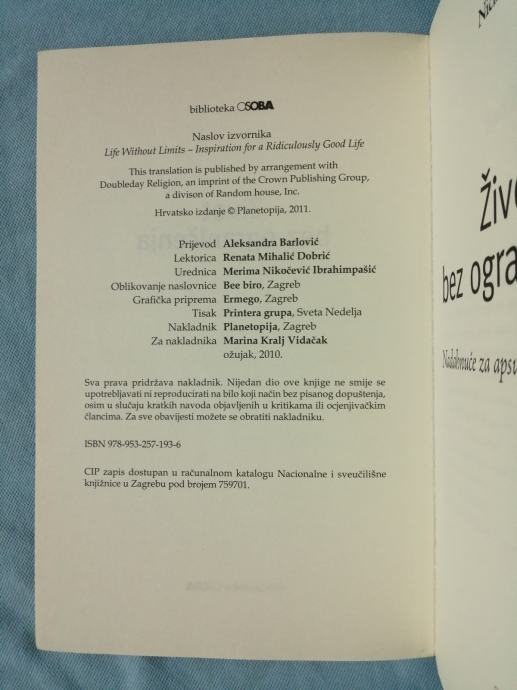 biblioteka OSOBA
Naslov izvornika
Life Without Limits – Inspiration for a Ridiculously Good Life
This translation is published by arrangement with
Doubleday Religion, an imprint of the Crown Publishing Group,
a divison of Random house, Inc.
Hrvatsko izdanje © Planetopija, 2011.
Prijevod Aleksandra Barlović
Lektorica Renata Mihalić Dobrić
Urednica Merima Nikočević Ibrahimpašić
Oblikovanje naslovnice Bee biro, Zagreb
Grafička priprema Ermego, Zagreb
Tisak Printera grupa, Sveta Nedelja
Nakladnik Planetopija, Zagreb
Za nakladnika Marina Kralj Vidačak
ožujak, 2010.
Sva prava pridržava nakladnik. Nijedan dio ove knjige ne smije se
upotrebljavati ni reproducirati na bilo koji način bez pisanog dopuštenja,
osim u slučaju kratkih navoda objavljenih u kritikama ili ocjenjivačkim
člancima. Za sve obavijesti možete se obratiti nakladniku.
ISBN 978-953-257-193-6
CIP zapis dostupan u računalnom katalogu Nacionalne i sveučilišne
knjižnice u Zagrebu pod brojem 759701.
Živo
bez ogra
Nadahnuće za apsu